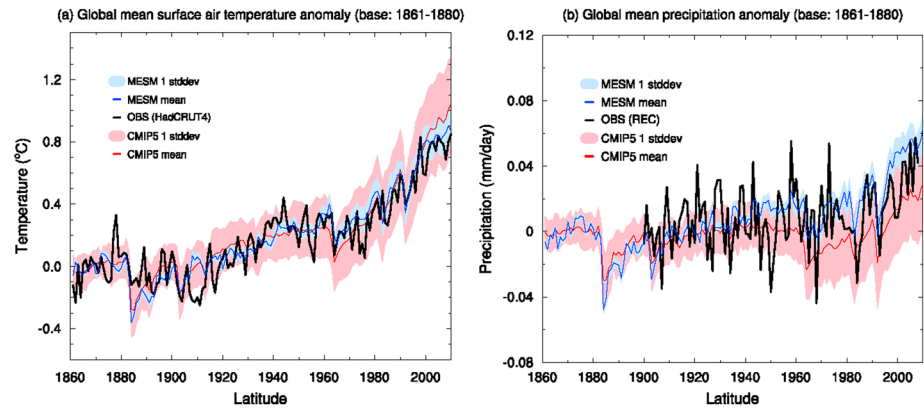 (a) Global mean surface air temperature anomaly (base: 1861-1880)
1.2
0.8
0.4
0.0
-0.4
Temperature (°C)
MESM 1 stddev
MESM mean
OBS (HadCRUT4)
CMIP5 1 stddev
CMIP5 mean
1860 1880 1900 1920 1940 1960 1980 2000
Latitude
(b) Global mean precipitation anomaly (base: 1861-1880)
0.12
0.08
0.04
0
-0.04
-0.08
Precipitation (mm/day)
MESM 1 stddev
MESM mean
OBS (REC)
CMIP5 1 stddev
CMIP5 mean
1860 1880 1900 1920 1940 1960 1980 2000
Latitude